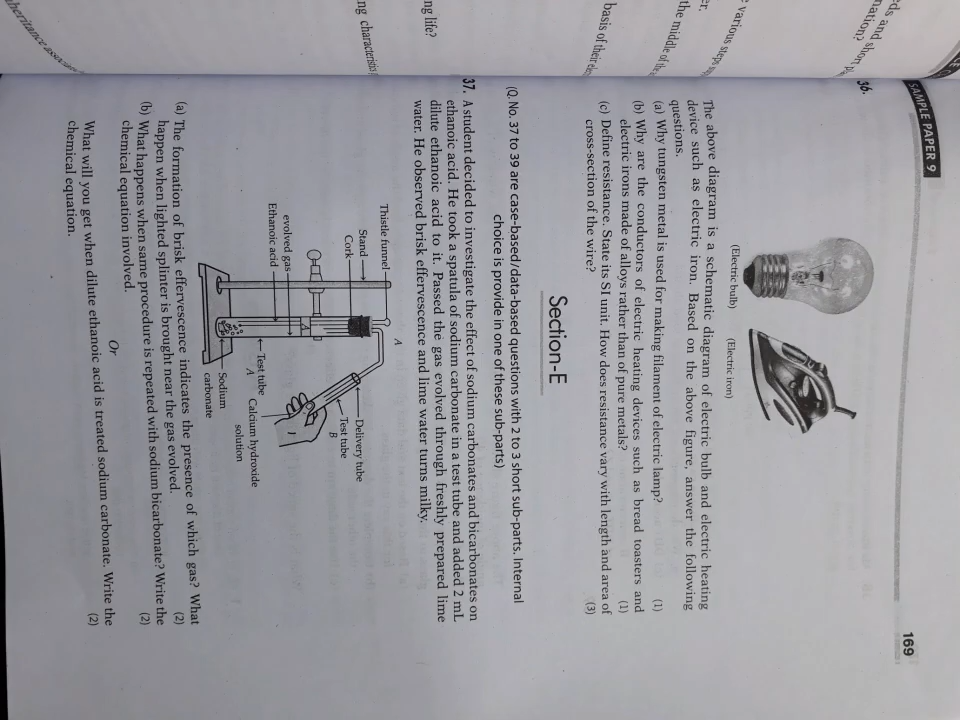 SAMPLE PAPER 9
169
36.
(Electric bulb) (Electric iron)
The above diagram is a schematic diagram of electric bulb and electric heating
device such as electric iron. Based on the above figure, answer the following
questions.
(a) Why tungsten metal is used for making filament of electric lamp? (1)
(b) Why are the conductors of electric heating devices such as bread toasters and
electric irons made of alloys rather than of pure metals? (1)
(c) Define resistance. State its SI unit. How does resistance vary with length and area of
cross-section of the wire? (3)
Section-E
(Q. No. 37 to 39 are case-based/data-based questions with 2 to 3 short sub-parts. Internal
choice is provide in one of these sub-parts)
37. A student decided to investigate the effect of sodium carbonates and bicarbonates on
ethanoic acid. He took a spatula of sodium carbonate in a test tube and added 2 mL
dilute ethanoic acid to it. Passed the gas evolved through freshly prepared lime
water. He observed brisk effervescence and lime water turns milky.
A
Thistle funnel
Stand
Cork
Delivery tube
Test tube
B
evolved gas
Ethanoic acid
Test tube
A
Calcium hydroxide
solution
Sodium
carbonate
(a) The formation of brisk effervescence indicates the presence of which gas? What
happen when lighted splinter is brought near the gas evolved. (2)
(b) What happens when same procedure is repeated with sodium bicarbonate? Write the
chemical equation involved. (2)
Or
What will you get when dilute ethanoic acid is treated sodium carbonate. Write the
chemical equation. (2)
various steps
the middle of the
basis of their
ng life?
ng characteristics